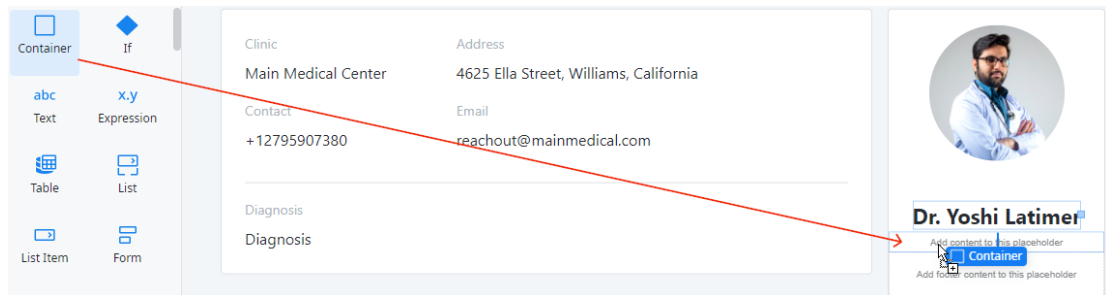 Container
If
abc
x.y
Text
Expression
Table
List
List Item
Form
Clinic
Address
Main Medical Center
4625 Ella Street, Williams, California
Contact
Email
+12795907380
reachout@mainmedical.com
Diagnosis
Diagnosis
Dr. Yoshi Latimer
Add content to this placeholder
Container
Add footer content to this placeholder